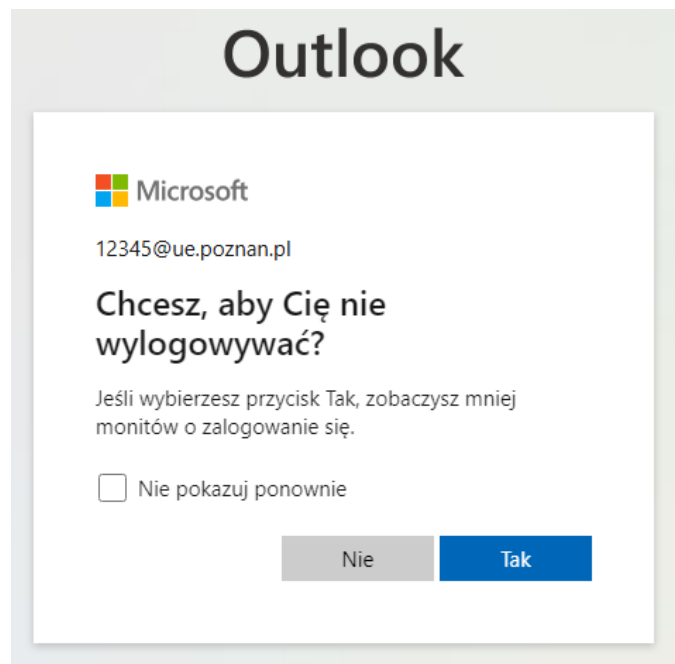 Outlook
Microsoft
12345@ue.poznan.pl
Chcesz, aby Cię nie
wylogowywać?
Jeśli wybierzesz przycisk Tak, zobaczysz mniej
monitów o zalogowanie się.
Nie pokazuj ponownie
Nie
Tak